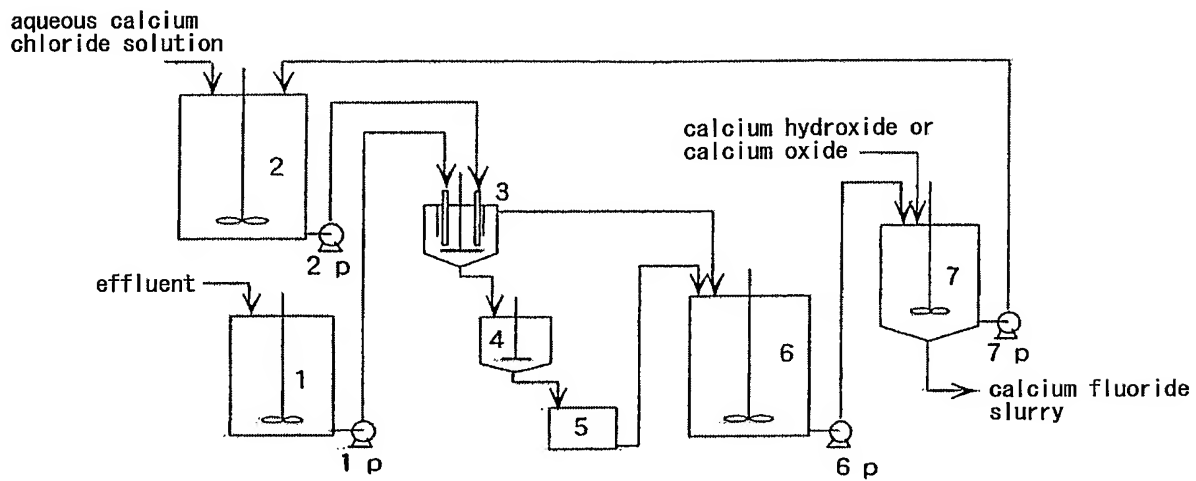 aqueous calcium
chloride solution
2
2 p
3
calcium hydroxide or
calcium oxide
effluent
1
1 p
4
5
6
6 p
7
7 p
calcium fluoride
slurry